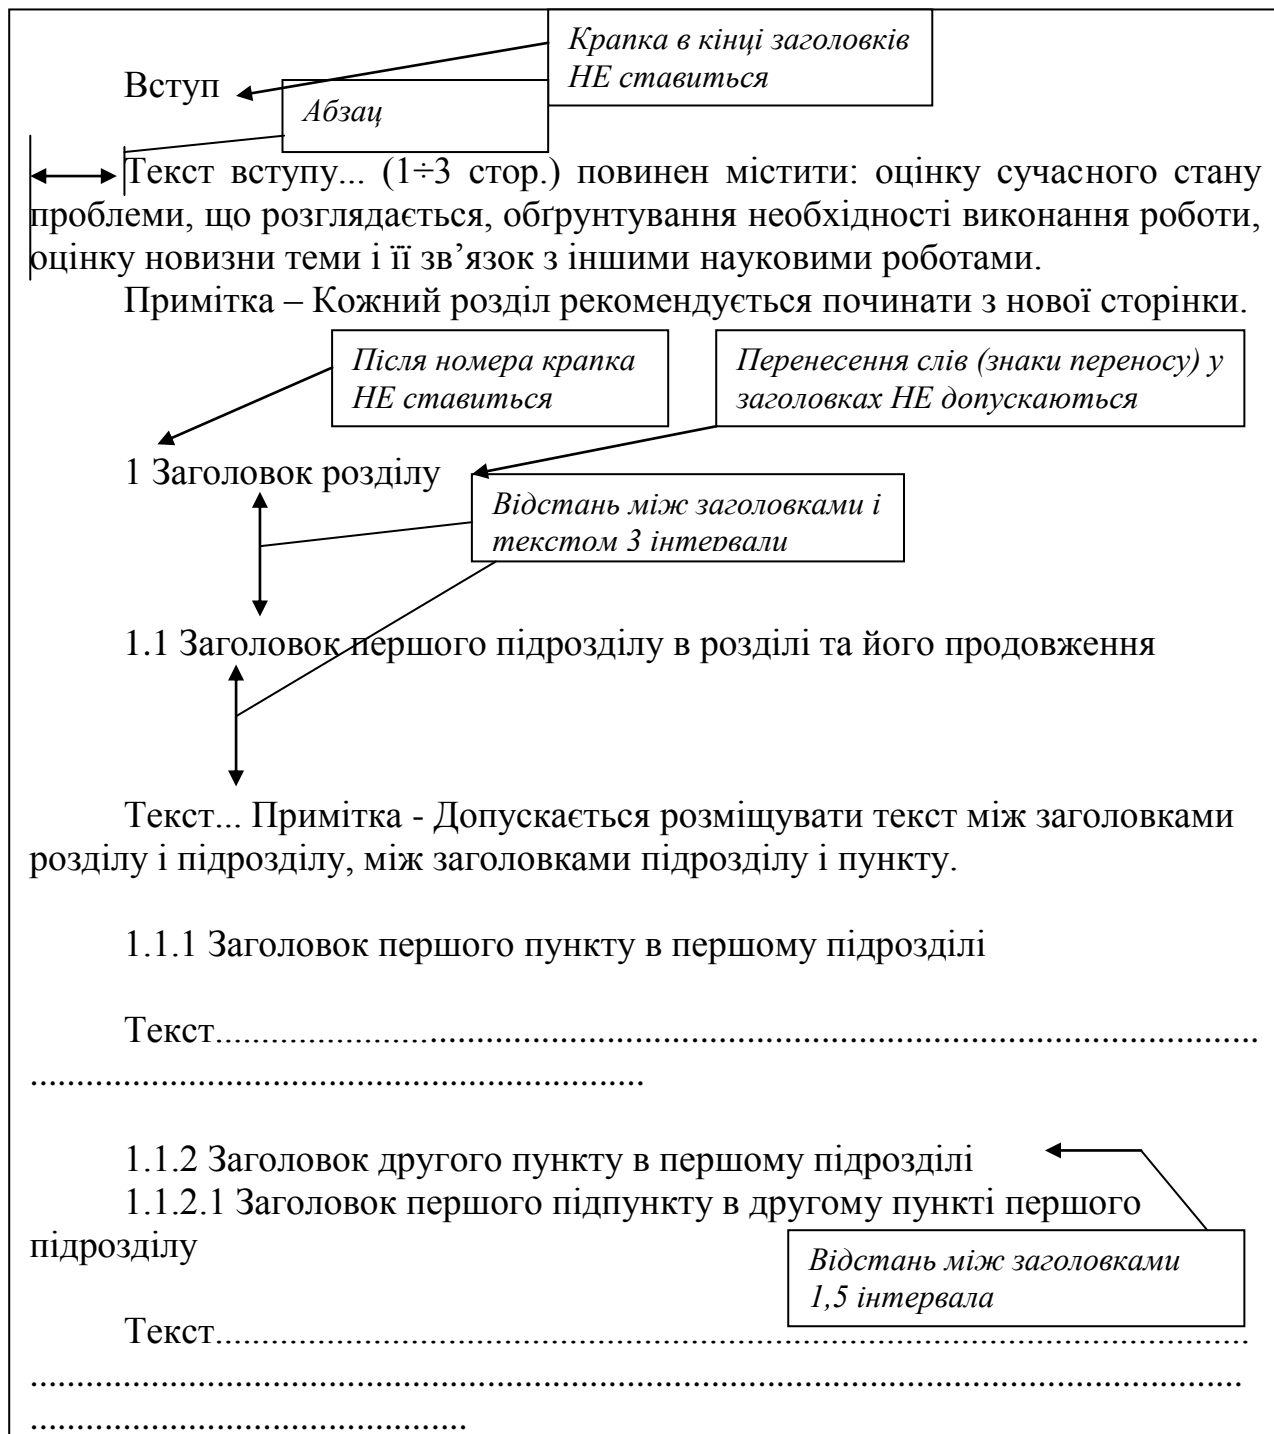 Крапка в кінці заголовків
НЕ ставиться
Вступ
Абзац
Текст вступу... (1÷3 стор.) повинен містити: оцінку сучасного стану
проблеми, що розглядається, обґрунтування необхідності виконання роботи,
оцінку новизни теми і її зв’язок з іншими науковими роботами.
Примітка – Кожний розділ рекомендується починати з нової сторінки.
Після номера крапка
НЕ ставиться
Перенесення слів (знаки переносу) у
заголовках НЕ допускаються
1 Заголовок розділу
Відстань між заголовками і
текстом 3 інтервали
1.1 Заголовок першого підрозділу в розділі та його продовження
Текст... Примітка - Допускається розміщувати текст між заголовками
розділу і підрозділу, між заголовками підрозділу і пункту.
1.1.1 Заголовок першого пункту в першому підрозділі
Текст.........................................................................................................
..................................................................
1.1.2 Заголовок другого пункту в першому підрозділі
1.1.2.1 Заголовок першого підпункту в другому пункті першого
підрозділу
Відстань між заголовками
1,5 інтервала
Текст.........................................................................................................
..................................................................................................................
...............................................